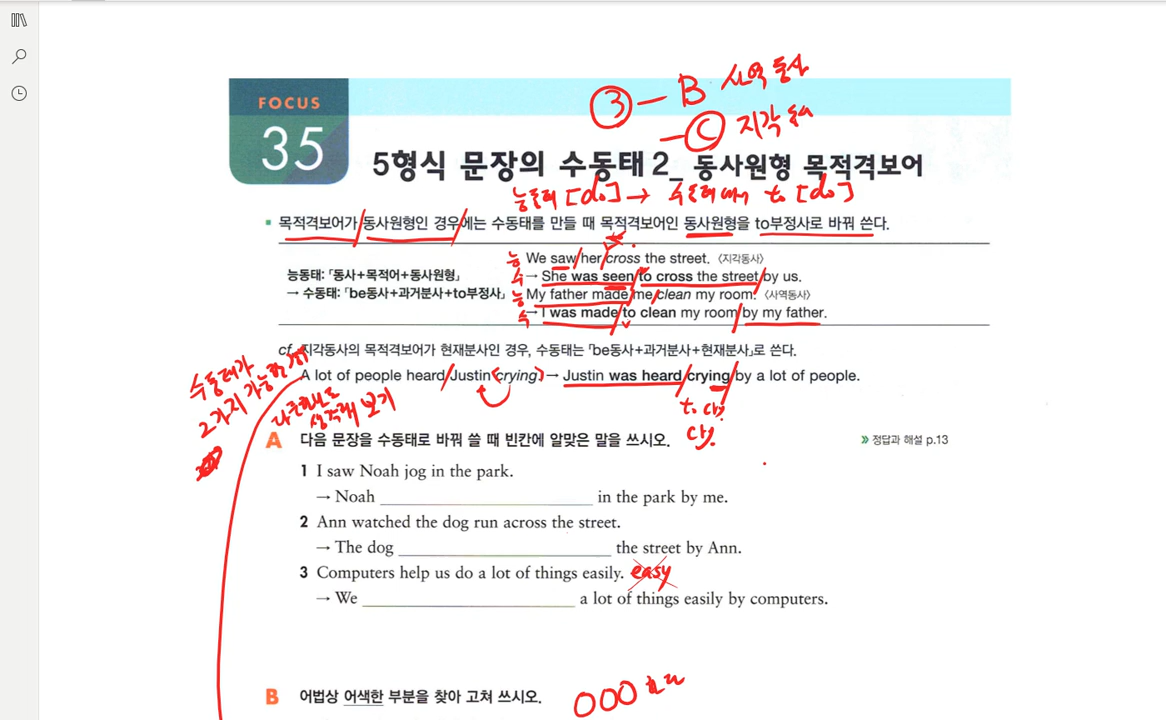 ③ - B 사역동사
FOCUS
- ⓒ 지각동사
35
5형식 문장의 수동태 2_ 동사원형 목적격보어
능동태 [do] → 수동태에서 to [do]
목적격보어가 동사원형인 경우에는 수동태를 만들 때 목적격보어인 동사원형을 to부정사로 바꿔 쓴다.
능 We saw her cross the street. 〈지각동사〉
능동태: 「동사+목적어+동사원형」
수 → She was seen to cross the street by us.
→ 수동태: 「be동사+과거분사+to부정사」
능 My father made me clean my room. 〈사역동사〉
수 → I was made to clean my room by my father.
cf. 지각동사의 목적격보어가 현재분사인 경우, 수동태는 「be동사+과거분사+현재분사」로 쓴다.
A lot of people heard Justin crying. → Justin was heard crying by a lot of people.
수동태가
2가지 가능한
생각해 보기
to cry
cry.
A 다음 문장을 수동태로 바꿔 쓸 때 빈칸에 알맞은 말을 쓰시오.
» 정답과 해설 p.13
1 I saw Noah jog in the park.
→ Noah ____________ in the park by me.
2 Ann watched the dog run across the street.
→ The dog ____________ the street by Ann.
3 Computers help us do a lot of things easily. easy
→ We ____________ a lot of things easily by computers.
B 어법상 어색한 부분을 찾아 고쳐 쓰시오.
OOO